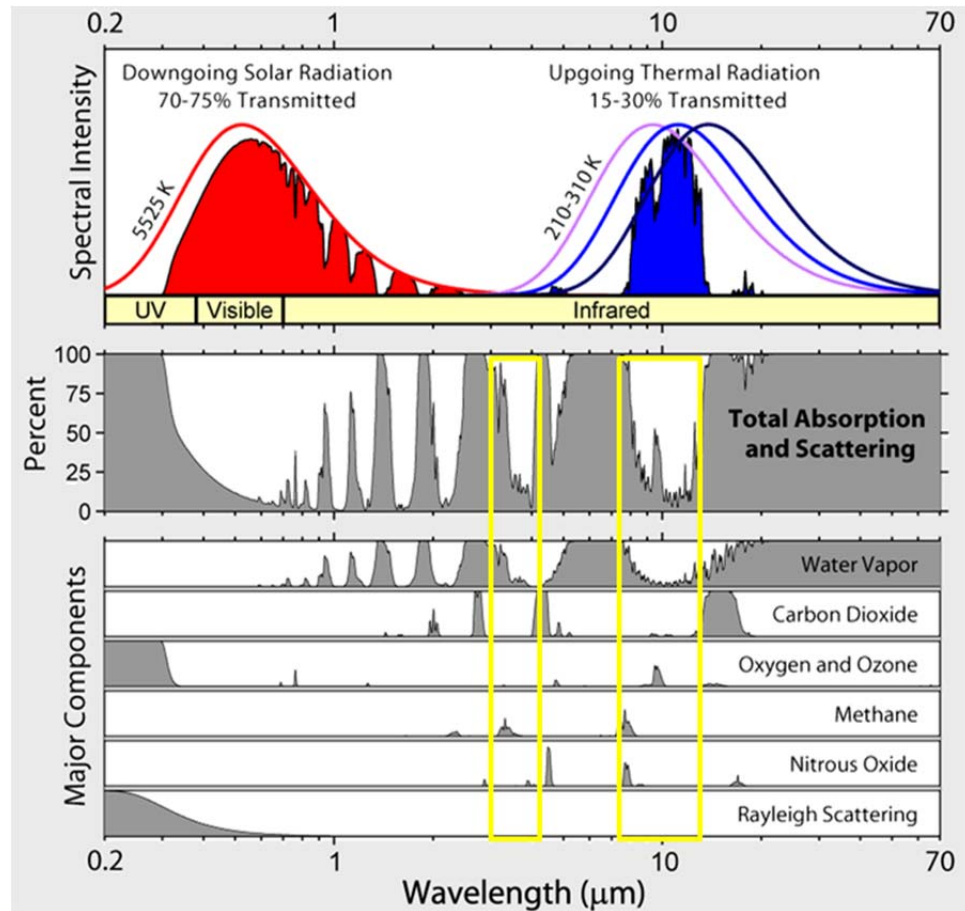 0.2 1 10 70
Downgoing Solar Radiation
70-75% Transmitted
Upgoing Thermal Radiation
15-30% Transmitted
Spectral Intensity
5525 K
210-310 K
UV Visible Infrared
100
75
50
25
0
Percent
Total Absorption
and Scattering
Major Components
Water Vapor
Carbon Dioxide
Oxygen and Ozone
Methane
Nitrous Oxide
Rayleigh Scattering
0.2 1 10 70
Wavelength (μm)